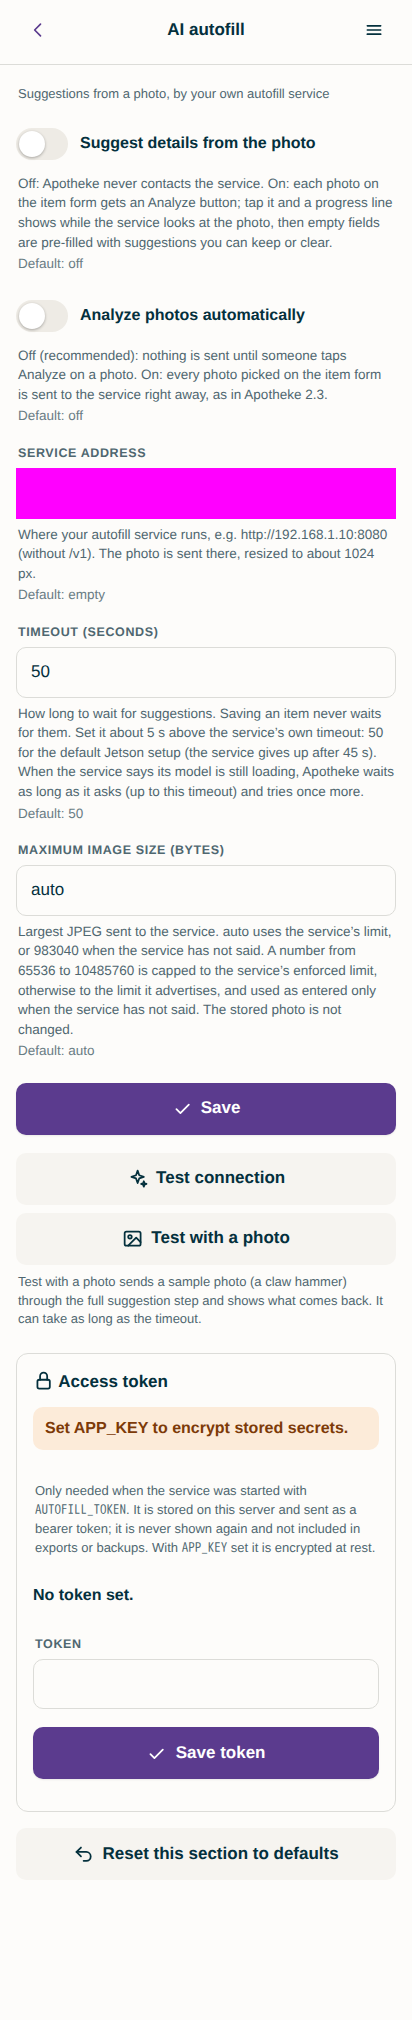 AI autofill
Suggestions from a photo, by your own autofill service
Suggest details from the photo
Off: Apotheke never contacts the service. On: each photo on
the item form gets an Analyze button; tap it and a progress line
shows while the service looks at the photo, then empty fields
are pre-filled with suggestions you can keep or clear.
Default: off
Analyze photos automatically
Off (recommended): nothing is sent until someone taps
Analyze on a photo. On: every photo picked on the item form
is sent to the service right away, as in Apotheke 2.3.
Default: off
SERVICE ADDRESS
Where your autofill service runs, e.g. http://192.168.1.10:8080
(without /v1). The photo is sent there, resized to about 1024
px.
Default: empty
TIMEOUT (SECONDS)
50
How long to wait for suggestions. Saving an item never waits
for them. Set it about 5 s above the service’s own timeout: 50
for the default Jetson setup (the service gives up after 45 s).
When the service says its model is still loading, Apotheke waits
as long as it asks (up to this timeout) and tries once more.
Default: 50
MAXIMUM IMAGE SIZE (BYTES)
auto
Largest JPEG sent to the service. auto uses the service’s limit,
or 983040 when the service has not said. A number from
65536 to 10485760 is capped to the service’s enforced limit,
otherwise to the limit it advertises, and used as entered only
when the service has not said. The stored photo is not
changed.
Default: auto
Save
Test connection
Test with a photo
Test with a photo sends a sample photo (a claw hammer)
through the full suggestion step and shows what comes back. It
can take as long as the timeout.
Access token
Set APP_KEY to encrypt stored secrets.
Only needed when the service was started with
AUTOFILL_TOKEN. It is stored on this server and sent as a
bearer token; it is never shown again and not included in
exports or backups. With APP_KEY set it is encrypted at rest.
No token set.
TOKEN
Save token
Reset this section to defaults